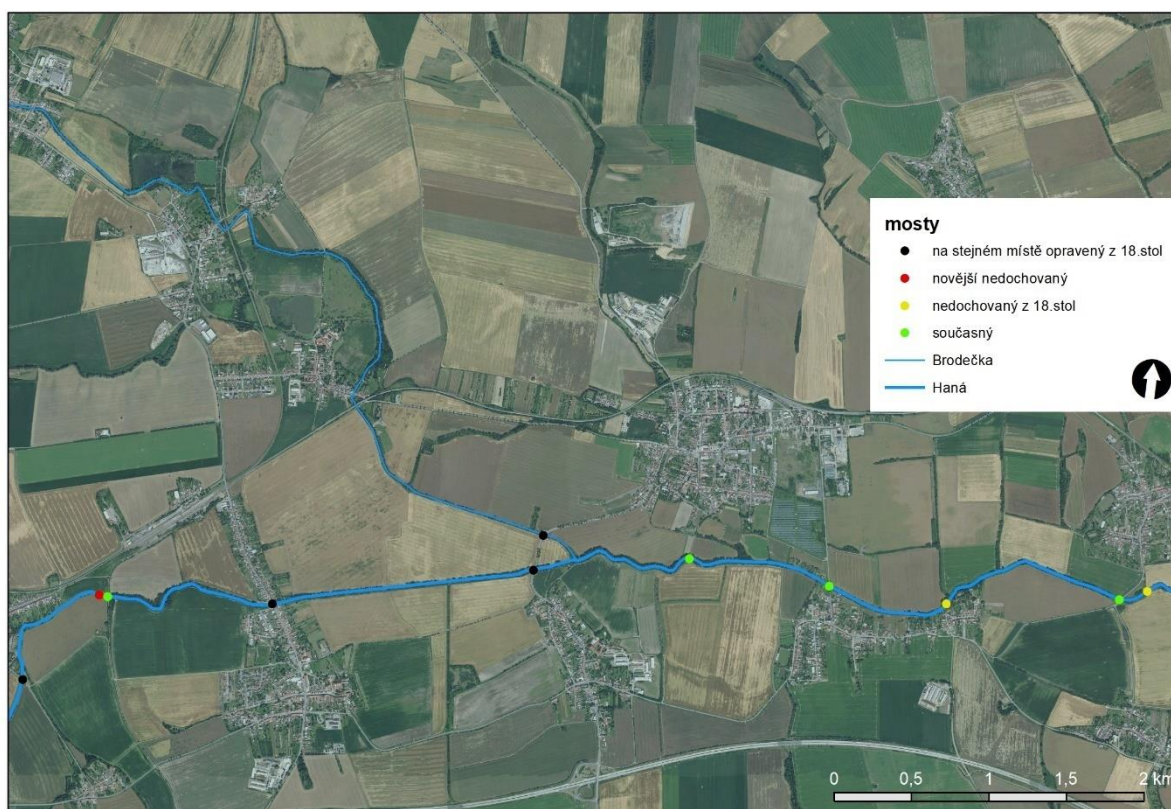 mosty
na stejném místě opravený z 18.stol
novější nedochovaný
nedochovaný z 18.stol
současný
Brodečka
Haná
0 0,5 1 1,5 2 km